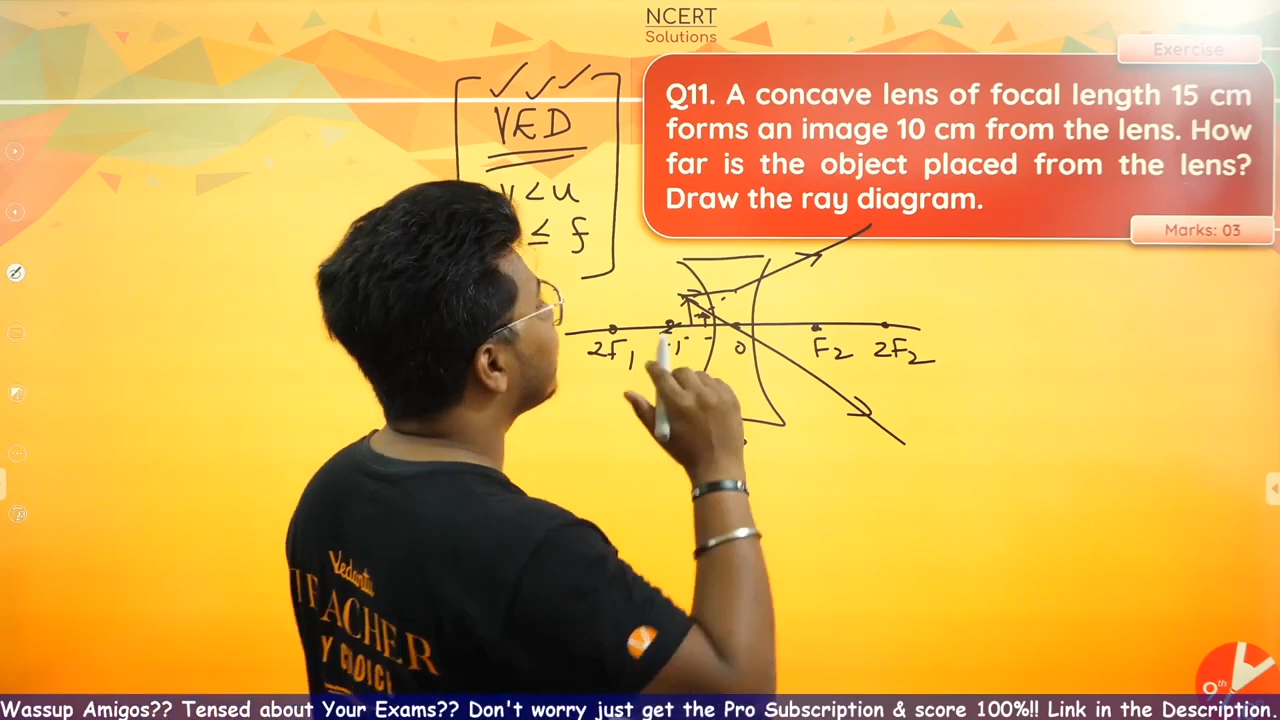 NCERT
Solutions
Exercise
Q11. A concave lens of focal length 15 cm
forms an image 10 cm from the lens. How
far is the object placed from the lens?
Draw the ray diagram.
Marks: 03
VED
v < u
≤ f
2F1
O
F2
2F2
Vedantu
TEACHER
9th
Wassup Amigos?? Tensed about Your Exams?? Don't worry just get the Pro Subscription & score 100%!! Link in the Description.